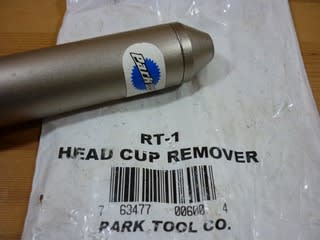 Park
RT-1
HEAD CUP REMOVER
7 63477 00600 4
PARK TOOL CO.